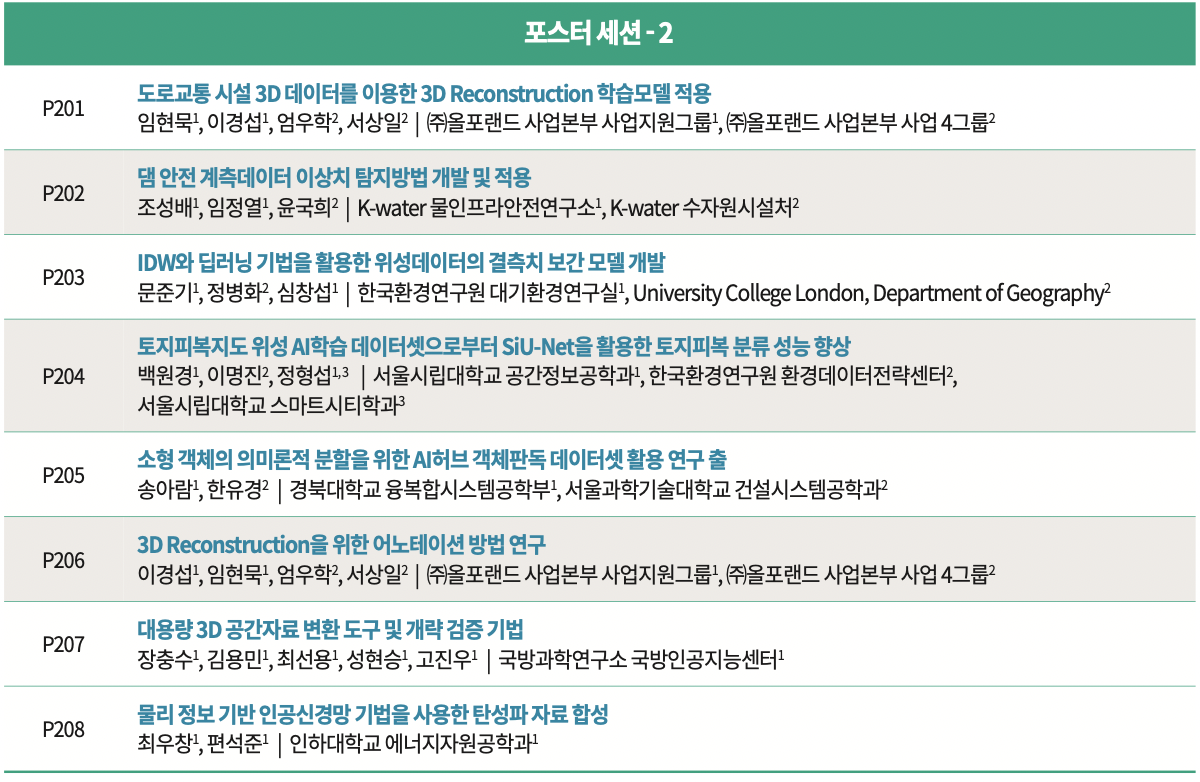 포스터 세션 - 2
P201
도로교통 시설 3D 데이터를 이용한 3D Reconstruction 학습모델 적용
임현묵¹, 이경섭¹, 엄우학², 서상일² | ㈜올포랜드 사업본부 사업지원그룹¹, ㈜올포랜드 사업본부 사업 4그룹²
P202
댐 안전 계측데이터 이상치 탐지방법 개발 및 적용
조성배¹, 임정열¹, 윤국희² | K-water 물인프라안전연구소¹, K-water 수자원시설처²
P203
IDW와 딥러닝 기법을 활용한 위성데이터의 결측치 보간 모델 개발
문준기¹, 정병화², 심창섭¹ | 한국환경연구원 대기환경연구실¹, University College London, Department of Geography²
P204
토지피복지도 위성 AI학습 데이터셋으로부터 SiU-Net을 활용한 토지피복 분류 성능 향상
백원경¹, 이명진², 정형섭¹,³ | 서울시립대학교 공간정보공학과¹, 한국환경연구원 환경데이터전략센터²,
서울시립대학교 스마트시티학과³
P205
소형 객체의 의미론적 분할을 위한 AI허브 객체판독 데이터셋 활용 연구 출
송아람¹, 한유경² | 경북대학교 융복합시스템공학부¹, 서울과학기술대학교 건설시스템공학과²
P206
3D Reconstruction을 위한 어노테이션 방법 연구
이경섭¹, 임현묵¹, 엄우학², 서상일² | ㈜올포랜드 사업본부 사업지원그룹¹, ㈜올포랜드 사업본부 사업 4그룹²
P207
대용량 3D 공간자료 변환 도구 및 개략 검증 기법
장충수¹, 김용민¹, 최선용¹, 성현승¹, 고진우¹ | 국방과학연구소 국방인공지능센터¹
P208
물리 정보 기반 인공신경망 기법을 사용한 탄성파 자료 합성
최우창¹, 편석준¹ | 인하대학교 에너지자원공학과¹